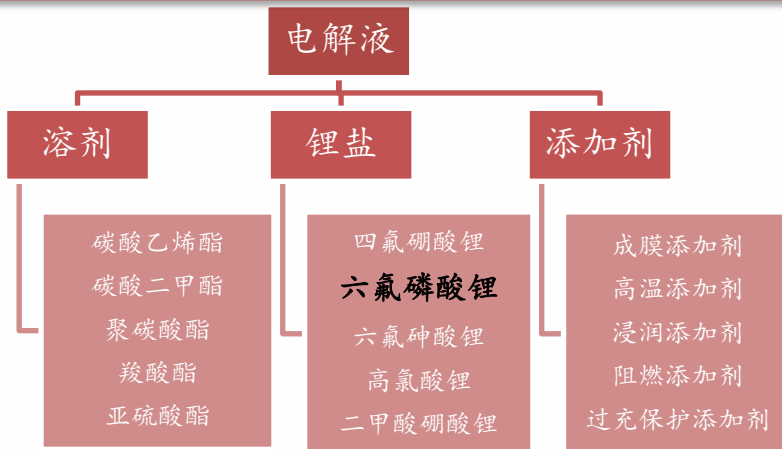 电解液
溶剂
锂盐
添加剂
碳酸乙烯酯
碳酸二甲酯
聚碳酸酯
羧酸酯
亚硫酸酯
四氟硼酸锂
六氟磷酸锂
六氟砷酸锂
高氯酸锂
二甲酸硼酸锂
成膜添加剂
高温添加剂
浸润添加剂
阻燃添加剂
过充保护添加剂